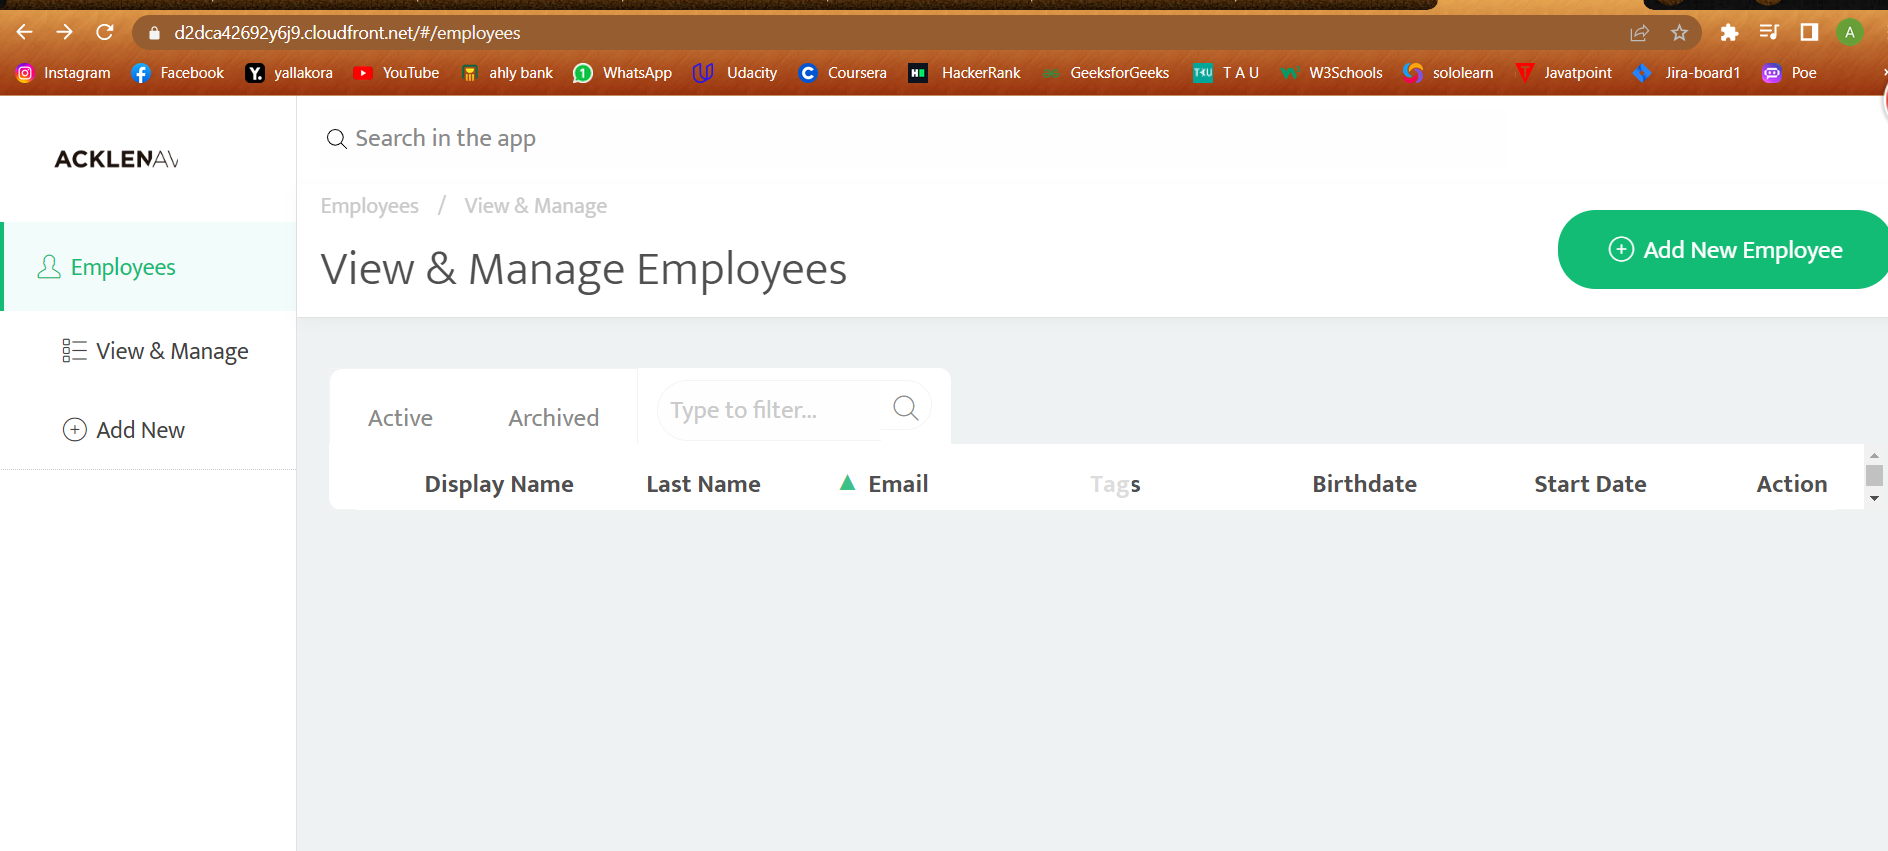 d2dca42692y6j9.cloudfront.net/#/employees
A
Instagram Facebook yallakora YouTube ahly bank WhatsApp Udacity Coursera HackerRank GeeksforGeeks T A U W3Schools sololearn Javatpoint Jira-board1 Poe
ACKLENAV
Search in the app
Employees / View & Manage
View & Manage Employees
Add New Employee
Employees
View & Manage
Add New
Active Archived Type to filter...
Display Name Last Name Email Tags Birthdate Start Date Action